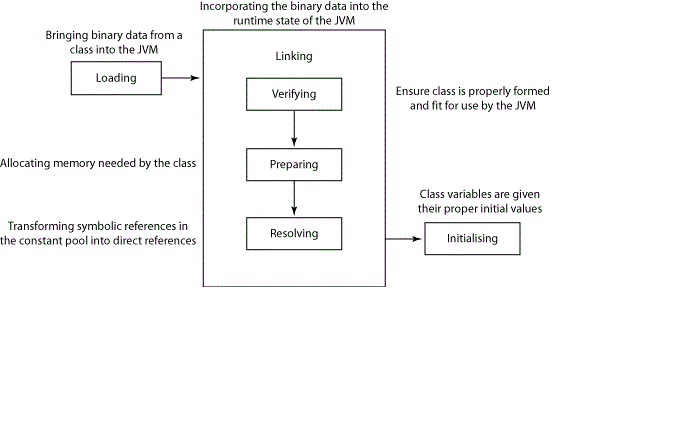 Incorporating the binary data into the
runtime state of the JVM
Bringing binary data from a
class into the JVM
Loading
Linking
Verifying
Ensure class is properly formed
and fit for use by the JVM
Allocating memory needed by the class
Preparing
Transforming symbolic references in
the constant pool into direct references
Resolving
Class variables are given
their proper initial values
Initialising